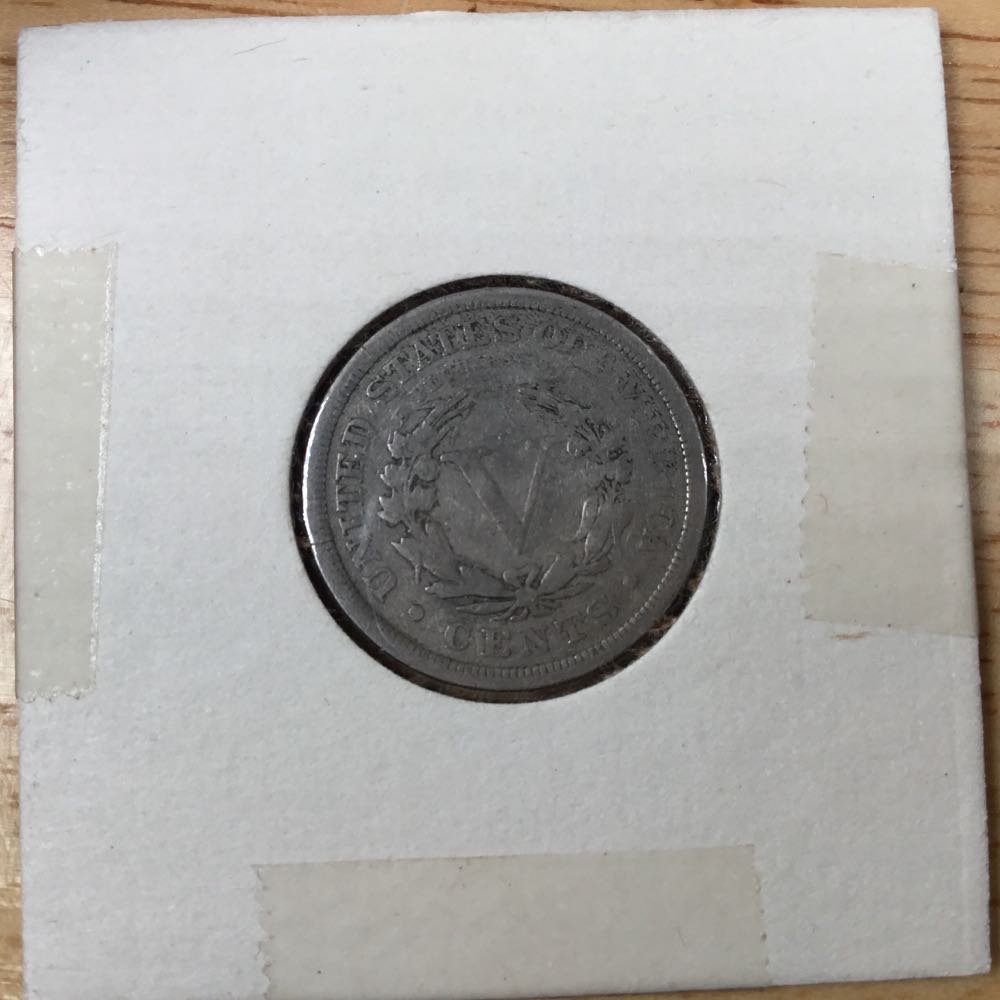 UNITED STATES OF AMERICA
V
CENTS